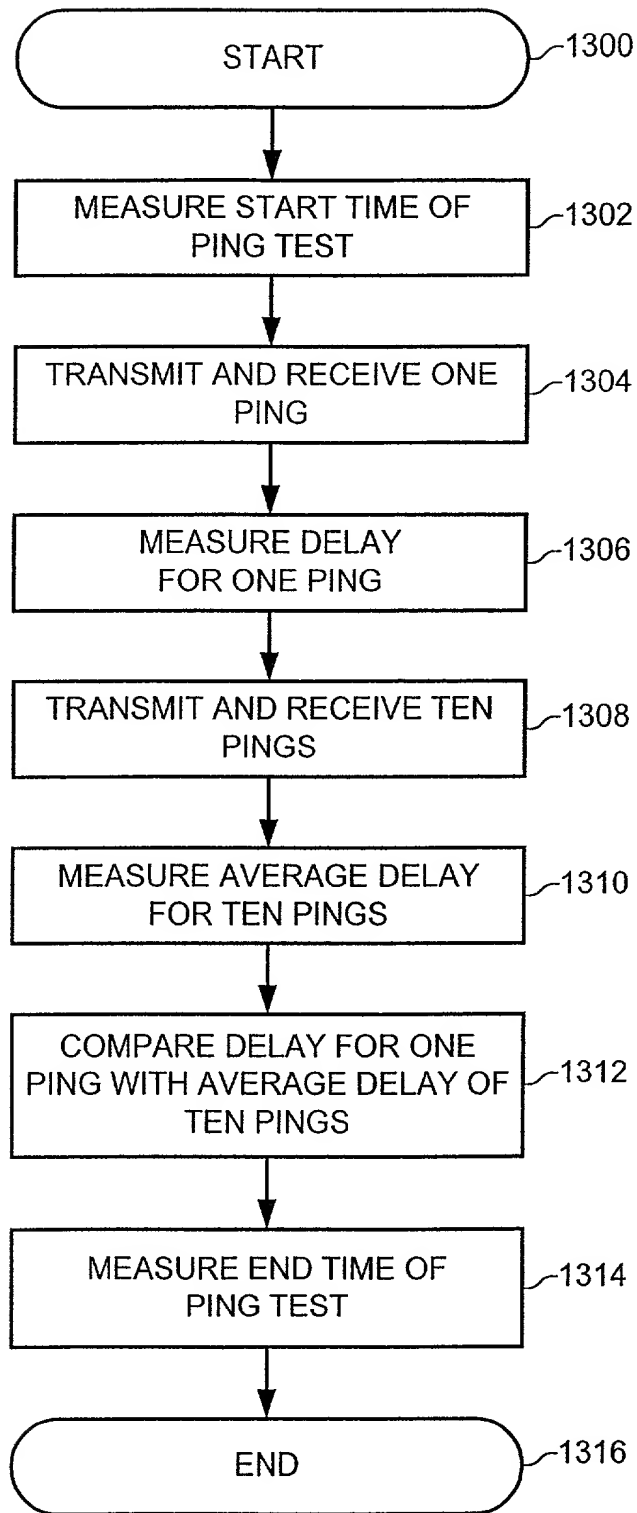 START
1300
MEASURE START TIME OF
PING TEST
1302
TRANSMIT AND RECEIVE ONE
PING
1304
MEASURE DELAY
FOR ONE PING
1306
TRANSMIT AND RECEIVE TEN
PINGS
1308
MEASURE AVERAGE DELAY
FOR TEN PINGS
1310
COMPARE DELAY FOR ONE
PING WITH AVERAGE DELAY OF
TEN PINGS
1312
MEASURE END TIME OF
PING TEST
1314
END
1316